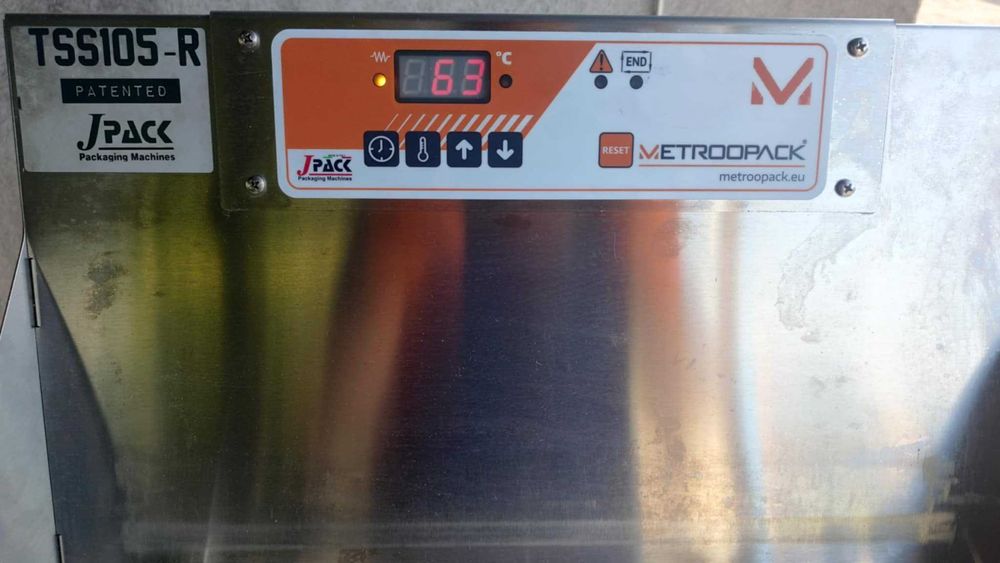 TSS105-R
PATENTED
JPACK
Packaging Machines
63
°C
END
JPACK
Packaging Machines
RESET
METROOPACK®
metroopack.eu